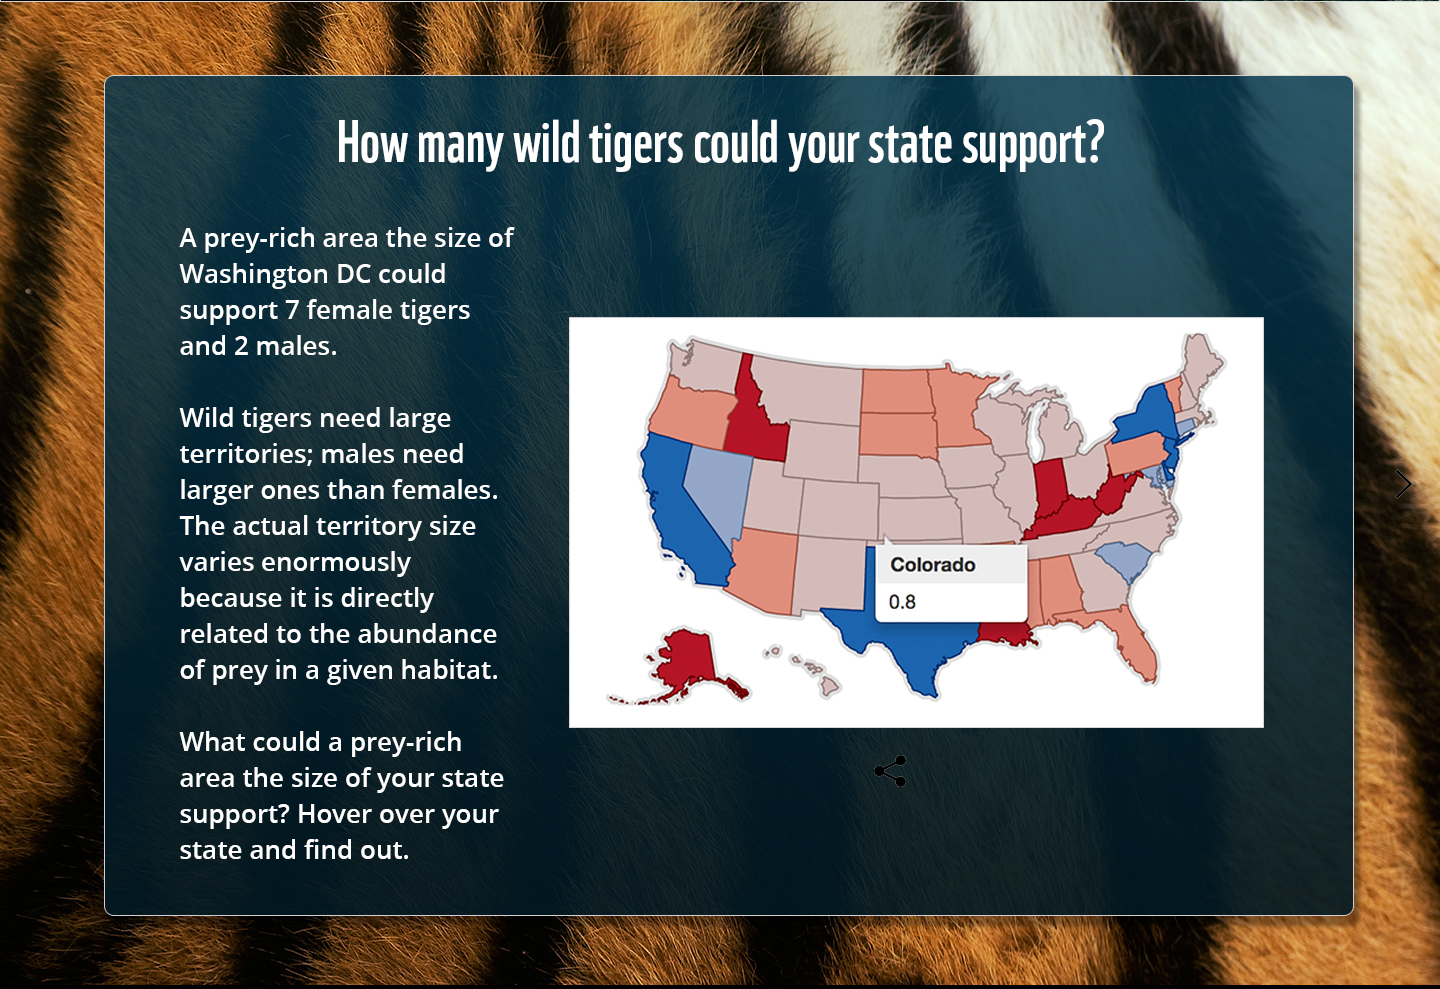 How many wild tigers could your state support?
A prey-rich area the size of
Washington DC could
support 7 female tigers
and 2 males.
Wild tigers need large
territories; males need
larger ones than females.
The actual territory size
varies enormously
because it is directly
related to the abundance
of prey in a given habitat.
What could a prey-rich
area the size of your state
support? Hover over your
state and find out.
Colorado
0.8